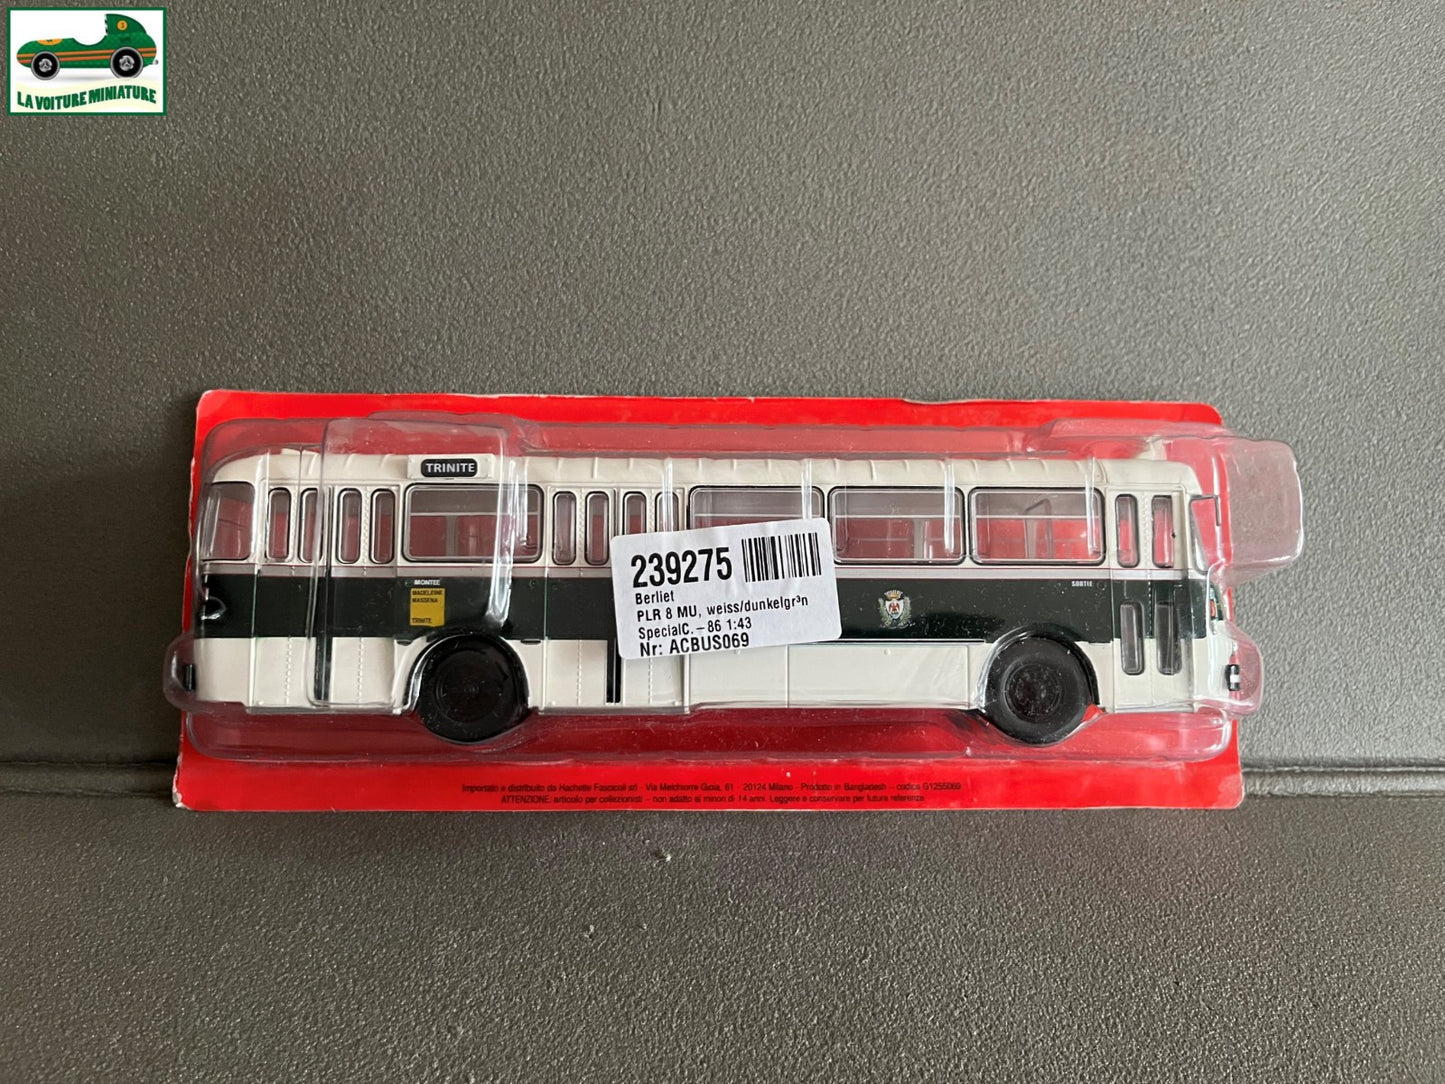 3
LA VOITURE MINIATURE
TRINITE
MONTEE
SORTIE
MADELEINE
MASSENA
TRINITE
239275
Berliet
PLR 8 MU, weiss/dunkelgr³n
SpecialC. - 86 1:43
Nr: ACBUS069
Importato e distribuito da Hachette Fascicoli srl - Via Melchiorre Gioia, 81 - 20124 Milano - Prodotto in Bangladesh - codice G1255069
ATTENZIONE: articolo per collezionisti - non adatto ai minori di 14 anni. Leggere e conservare per futura referenza